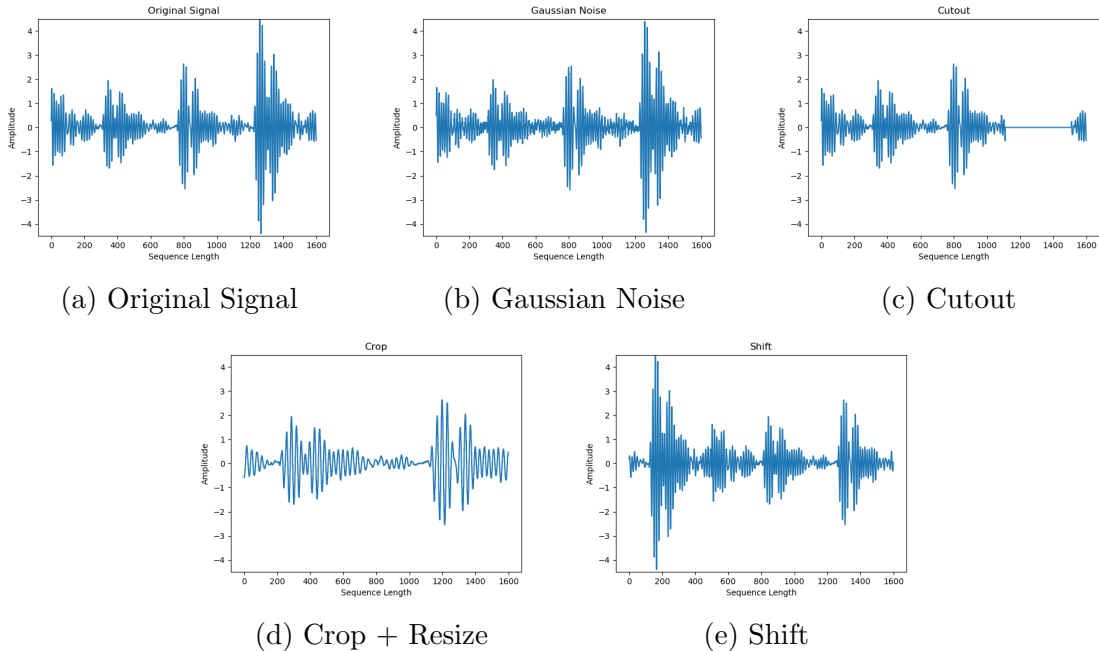 Original Signal
Amplitude
4
3
2
1
0
−1
−2
−3
−4
0 200 400 600 800 1000 1200 1400 1600
Sequence Length
(a) Original Signal
Gaussian Noise
Amplitude
4
3
2
1
0
−1
−2
−3
−4
0 200 400 600 800 1000 1200 1400 1600
Sequence Length
(b) Gaussian Noise
Cutout
Amplitude
4
3
2
1
0
−1
−2
−3
−4
0 200 400 600 800 1000 1200 1400 1600
Sequence Length
(c) Cutout
Crop
Amplitude
4
3
2
1
0
−1
−2
−3
−4
0 200 400 600 800 1000 1200 1400 1600
Sequence Length
(d) Crop + Resize
Shift
Amplitude
4
3
2
1
0
−1
−2
−3
−4
0 200 400 600 800 1000 1200 1400 1600
Sequence Length
(e) Shift